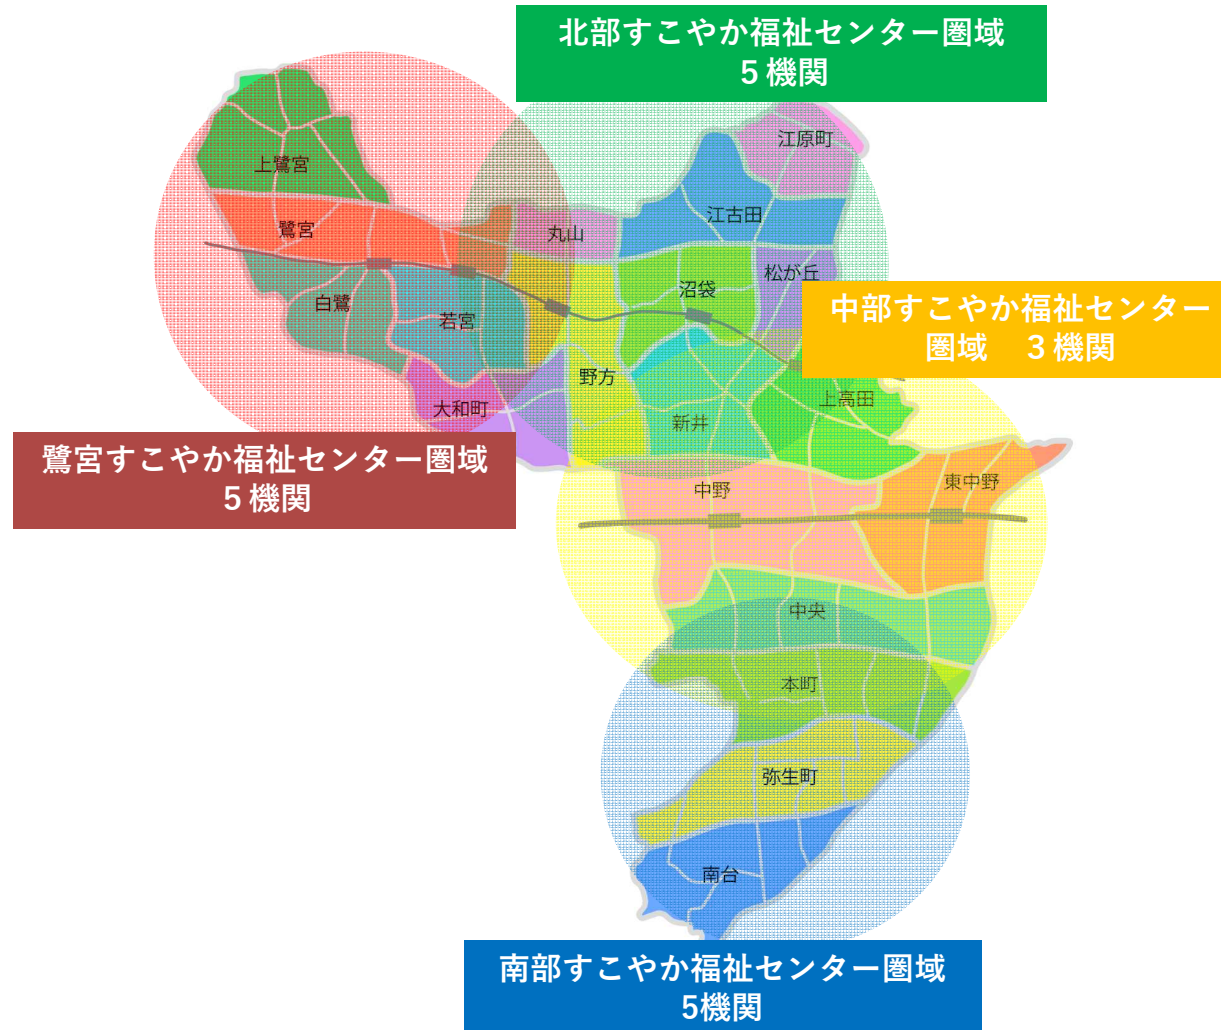 北部すこやか福祉センター圏域
５機関
江原町
上鷺宮
江古田
鷺宮
丸山
松が丘
沼袋
白鷺
若宮
中部すこやか福祉センター
圏域　３機関
野方
上高田
大和町
新井
鷺宮すこやか福祉センター圏域
５機関
中野
東中野
中央
本町
弥生町
南台
南部すこやか福祉センター圏域
5機関